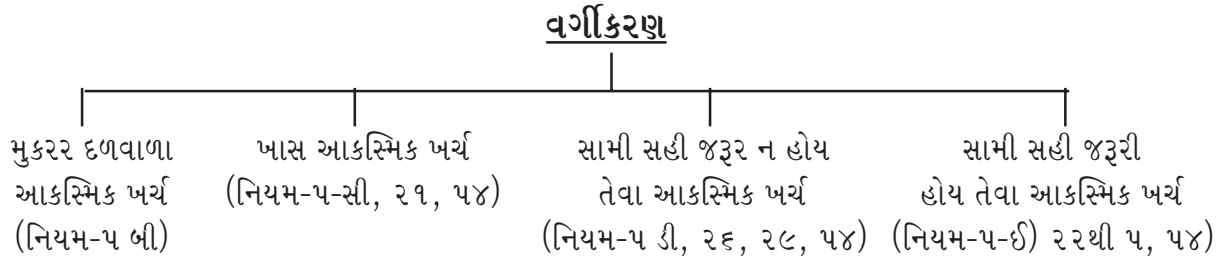 વર્ગીકરણ
મુકરર દળવાળા
આકસ્મિક ખર્ચ
(નિયમ-૫ બી)
ખાસ આકસ્મિક ખર્ચ
(નિયમ-૫-સી, ૨૧, ૫૪)
સામી સહી જરૂર ન હોય
તેવા આકસ્મિક ખર્ચ
(નિયમ-૫ ડી, ૨૬, ૨૯, ૫૪)
સામી સહી જરૂરી
હોય તેવા આકસ્મિક ખર્ચ
(નિયમ-૫-ઈ) ૨૨થી ૫, ૫૪)